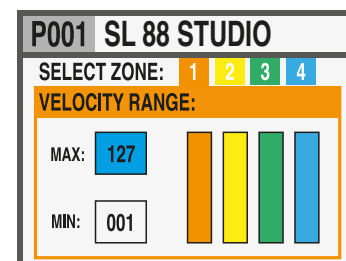 P001 SL 88 STUDIO
SELECT ZONE: 1 2 3 4
VELOCITY RANGE:
MAX: 127
MIN: 001